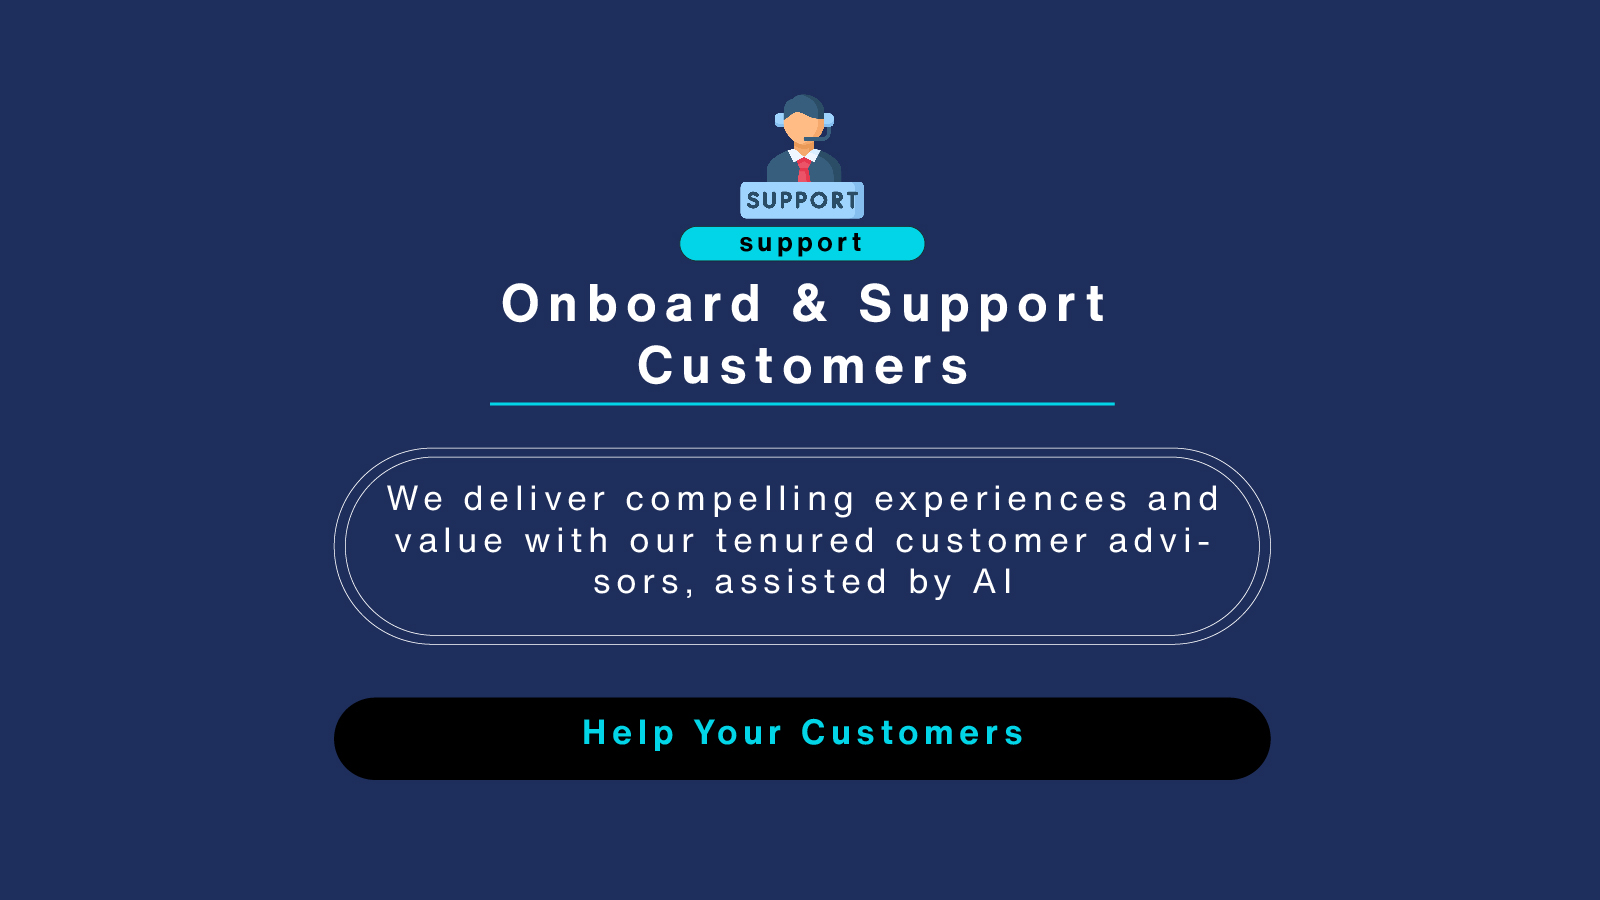 SUPPORT
support
Onboard & Support
Customers
We deliver compelling experiences and
value with our tenured customer advi-
sors, assisted by AI
Help Your Customers